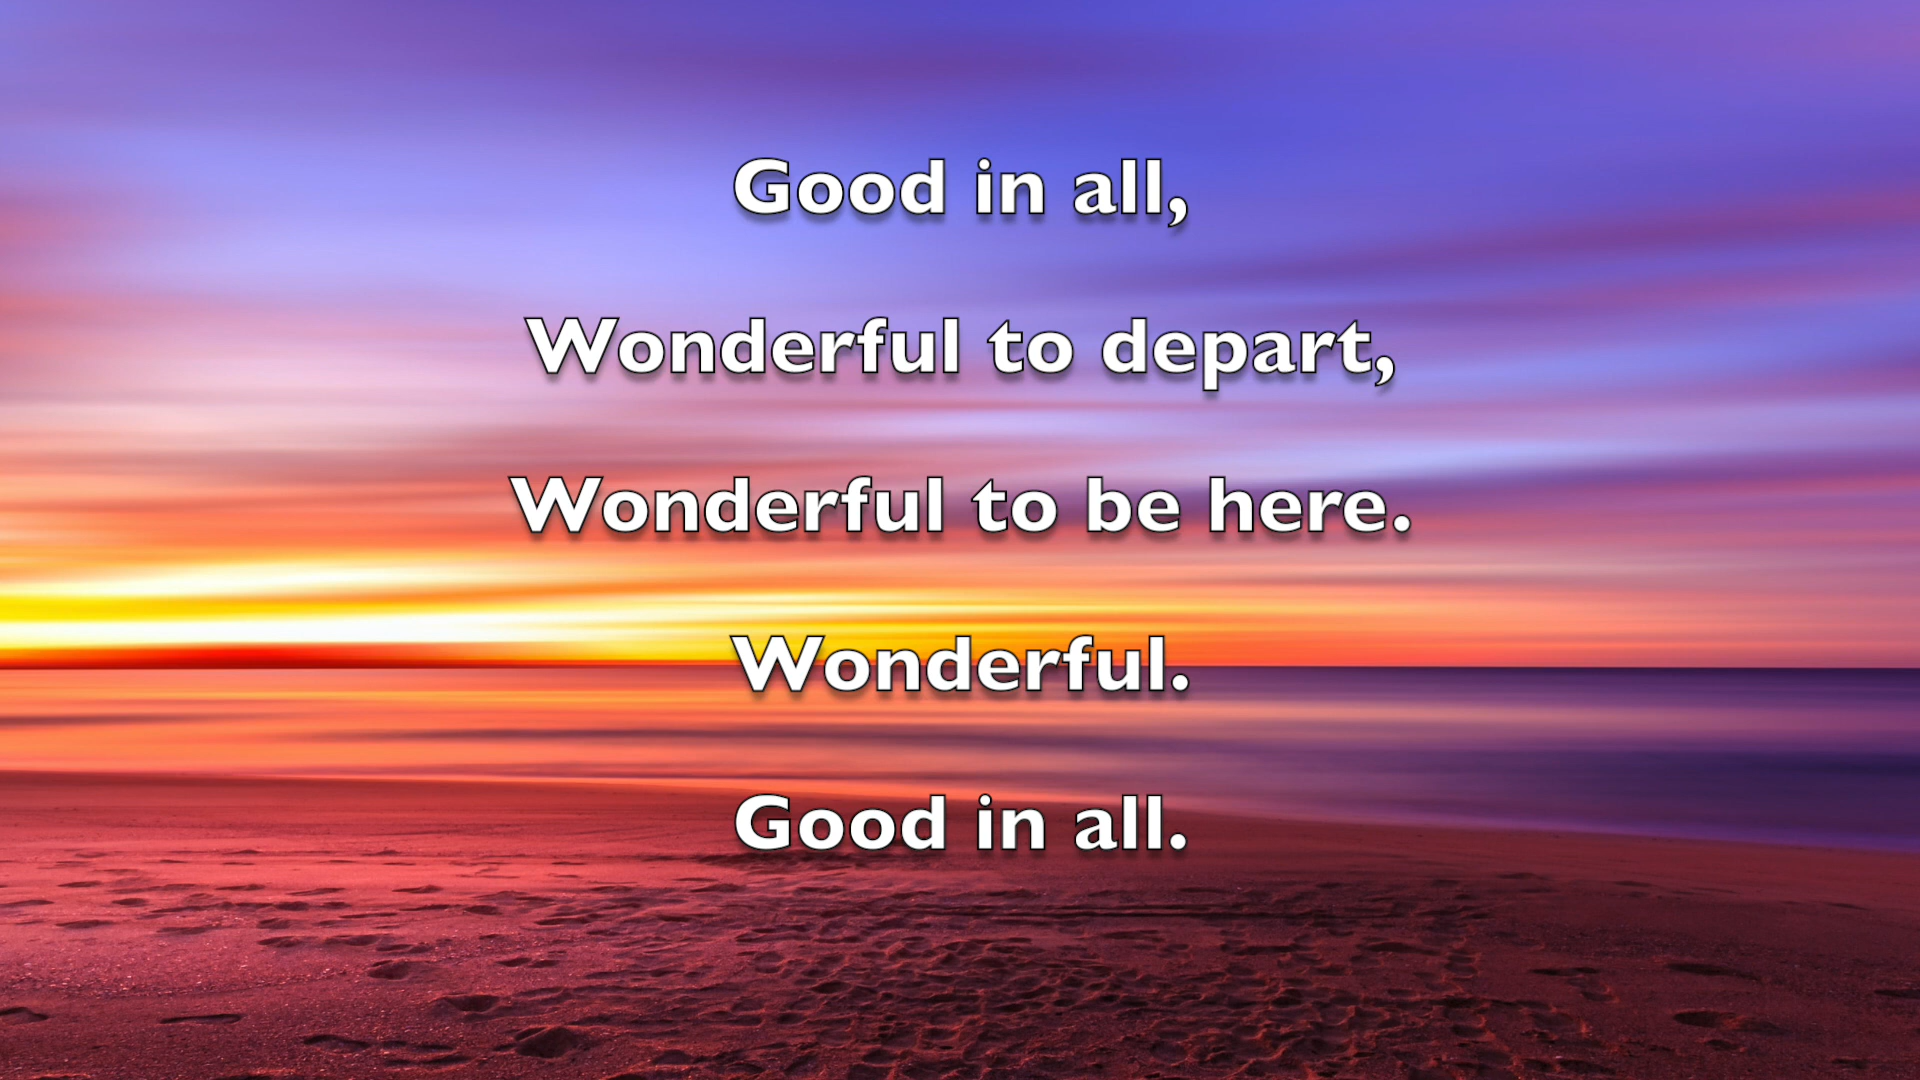 Good in all,
Wonderful to depart,
Wonderful to be here.
Wonderful.
Good in all.